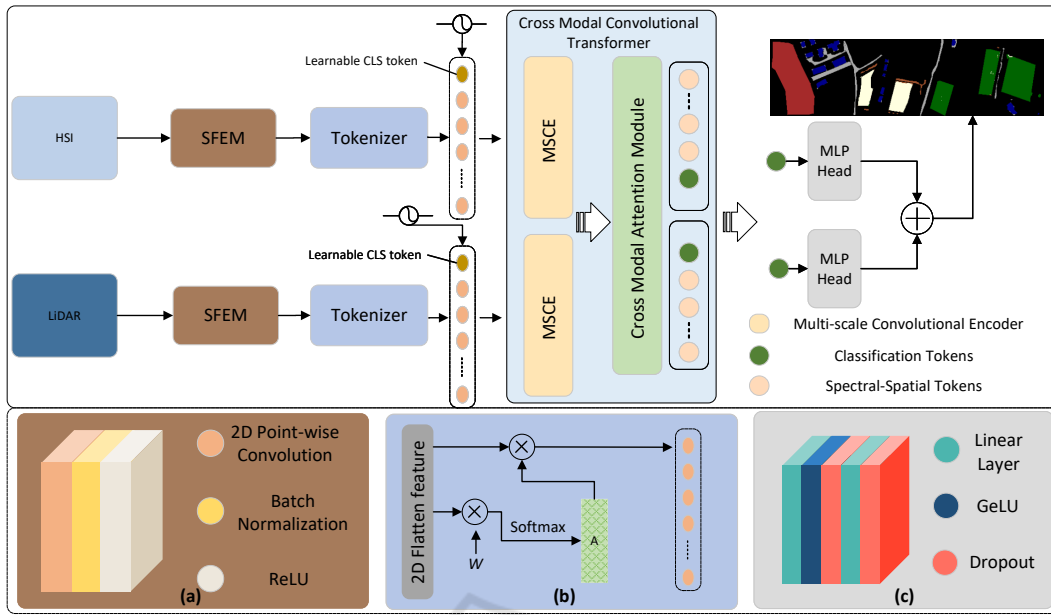 Cross Modal Convolutional
Transformer
Learnable CLS token
HSI
SFEM
Tokenizer
MSCE
Cross Modal Attention Module
MLP
Head
Learnable CLS token
LiDAR
SFEM
Tokenizer
MSCE
MLP
Head
Multi-scale Convolutional Encoder
Classification Tokens
Spectral-Spatial Tokens
2D Point-wise
Convolution
Batch
Normalization
ReLU
(a)
2D Flatten feature
Softmax
W
A
(b)
Linear
Layer
GeLU
Dropout
(c)